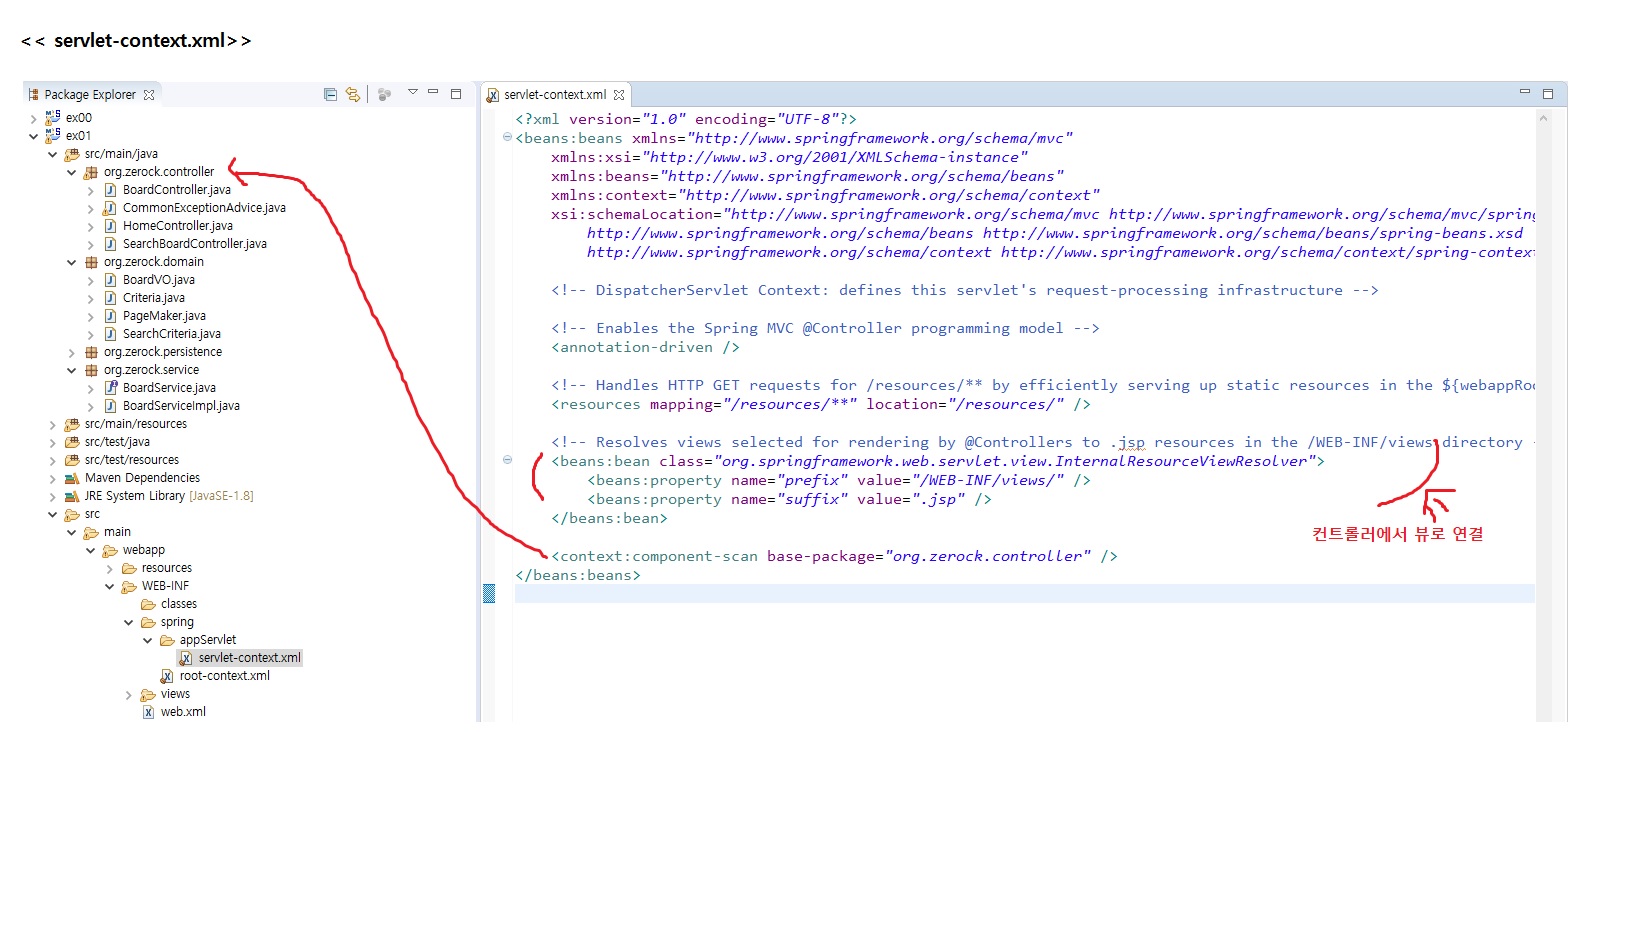 << servlet-context.xml>>
Package Explorer
ex00
ex01
src/main/java
org.zerock.controller
BoardController.java
CommonExceptionAdvice.java
HomeController.java
SearchBoardController.java
org.zerock.domain
BoardVO.java
Criteria.java
PageMaker.java
SearchCriteria.java
org.zerock.persistence
org.zerock.service
BoardService.java
BoardServiceImpl.java
src/main/resources
src/test/java
src/test/resources
Maven Dependencies
JRE System Library [JavaSE-1.8]
src
main
webapp
resources
WEB-INF
classes
spring
appServlet
servlet-context.xml
root-context.xml
views
web.xml
servlet-context.xml
<?xml version="1.0" encoding="UTF-8"?>
<beans:beans xmlns="http://www.springframework.org/schema/mvc"
xmlns:xsi="http://www.w3.org/2001/XMLSchema-instance"
xmlns:beans="http://www.springframework.org/schema/beans"
xmlns:context="http://www.springframework.org/schema/context"
xsi:schemaLocation="http://www.springframework.org/schema/mvc http://www.springframework.org/schema/mvc/spring
http://www.springframework.org/schema/beans http://www.springframework.org/schema/beans/spring-beans.xsd
http://www.springframework.org/schema/context http://www.springframework.org/schema/context/spring-context
<!-- DispatcherServlet Context: defines this servlet's request-processing infrastructure -->
<!-- Enables the Spring MVC @Controller programming model -->
<annotation-driven />
<!-- Handles HTTP GET requests for /resources/** by efficiently serving up static resources in the ${webappRoo
<resources mapping="/resources/**" location="/resources/" />
<!-- Resolves views selected for rendering by @Controllers to .jsp resources in the /WEB-INF/views directory -
<beans:bean class="org.springframework.web.servlet.view.InternalResourceViewResolver">
<beans:property name="prefix" value="/WEB-INF/views/" />
<beans:property name="suffix" value=".jsp" />
</beans:bean>
컨트롤러에서 뷰로 연결
<context:component-scan base-package="org.zerock.controller" />
</beans:beans>